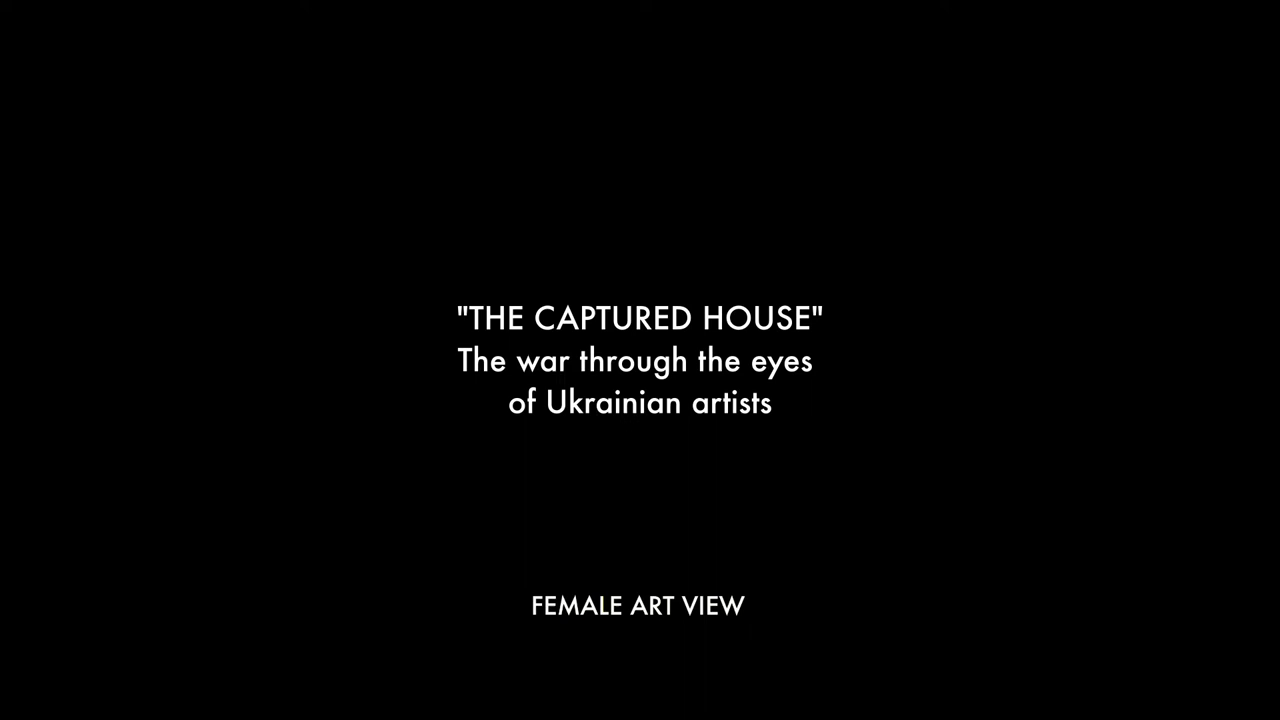 "THE CAPTURED HOUSE"
The war through the eyes
of Ukrainian artists
FEMALE ART VIEW